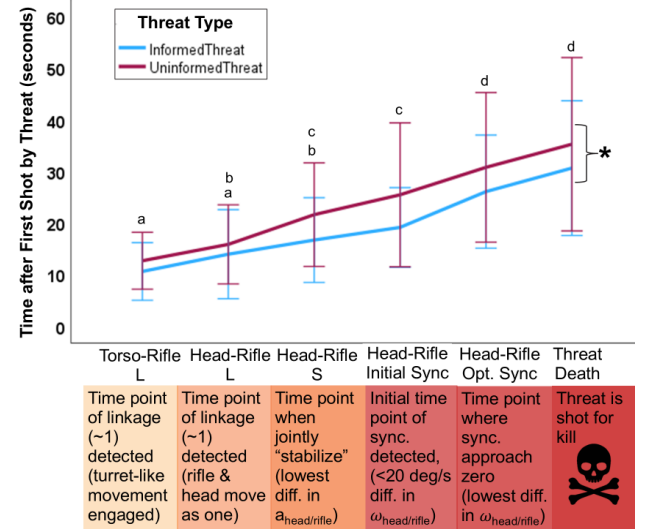 Time after First Shot by Threat (seconds)
60
50
40
30
20
10
0
Threat Type
InformedThreat
UninformedThreat
a
b
a
c
b
c
d
d
*
Torso-Rifle
L
Head-Rifle
L
Head-Rifle
S
Head-Rifle
Initial Sync
Head-Rifle
Opt. Sync
Threat
Death
Time point
of linkage
(~1)
detected
(turret-like
movement
engaged)
Time point
of linkage
(~1)
detected
(rifle &
head move
as one)
Time point
when
jointly
“stabilize”
(lowest
diff. in
ahead/rifle)
Initial time
point of
sync.
detected,
(<20 deg/s
diff. in
ωhead/rifle)
Time point
where
sync.
approach
zero
(lowest diff.
in ωhead/rifle)
Threat is
shot for
kill